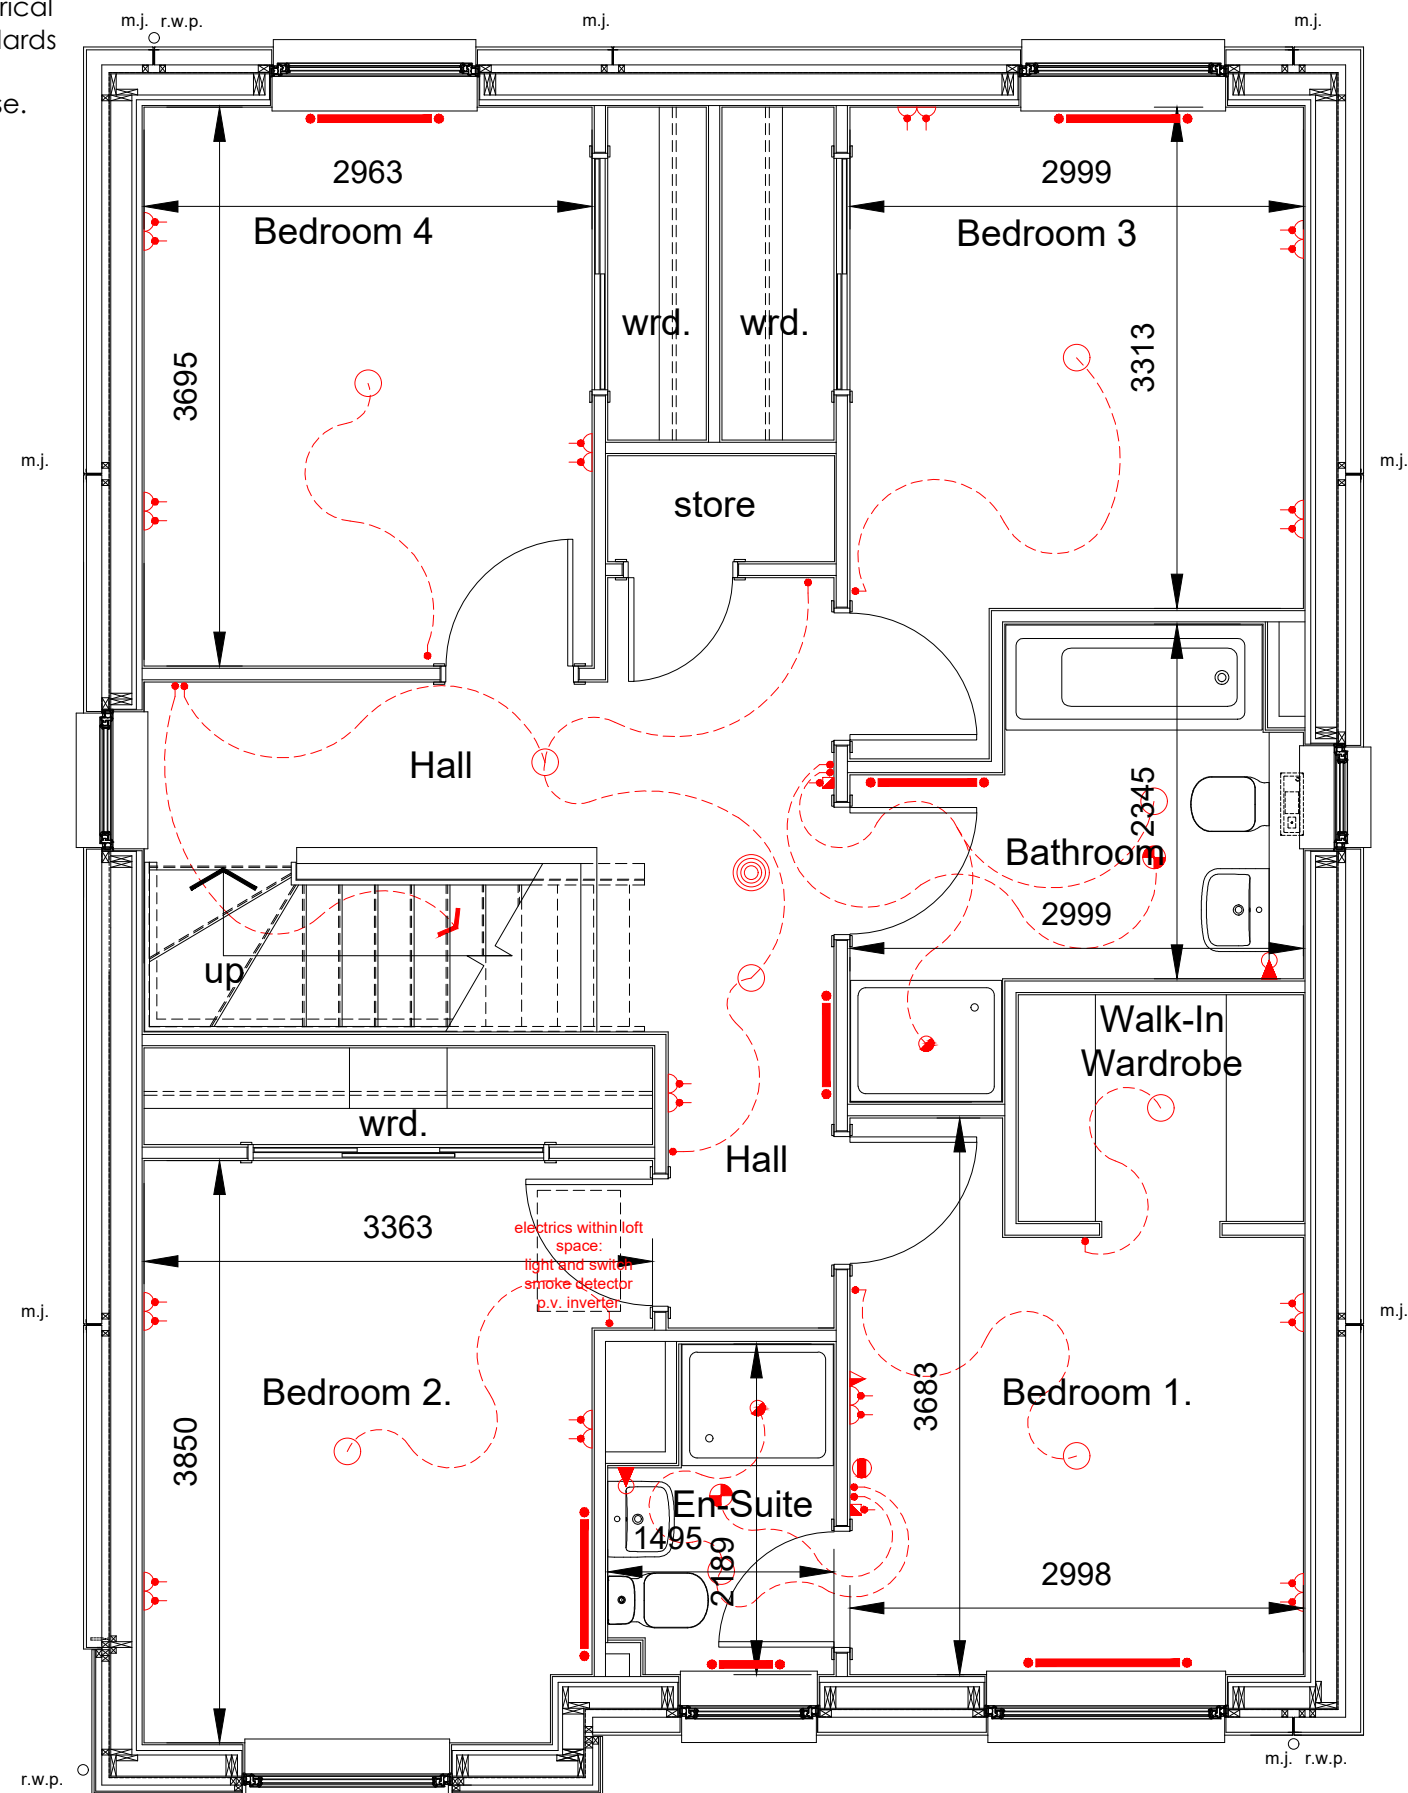 rical
m.j. r.w.p.
m.j.
m.j.
lards
se.
2963
2999
Bedroom 4
Bedroom 3
wrd.
wrd.
3695
3313
m.j.
m.j.
store
Hall
2345
Bathroom
2999
up
Walk-In
Wardrobe
wrd.
Hall
3363
electrics within loft
space:
light and switch
smoke detector
p.v. inverter
m.j.
m.j.
Bedroom 2.
3683
Bedroom 1.
3850
En-Suite
1495
2189
2998
m.j. r.w.p.
r.w.p.